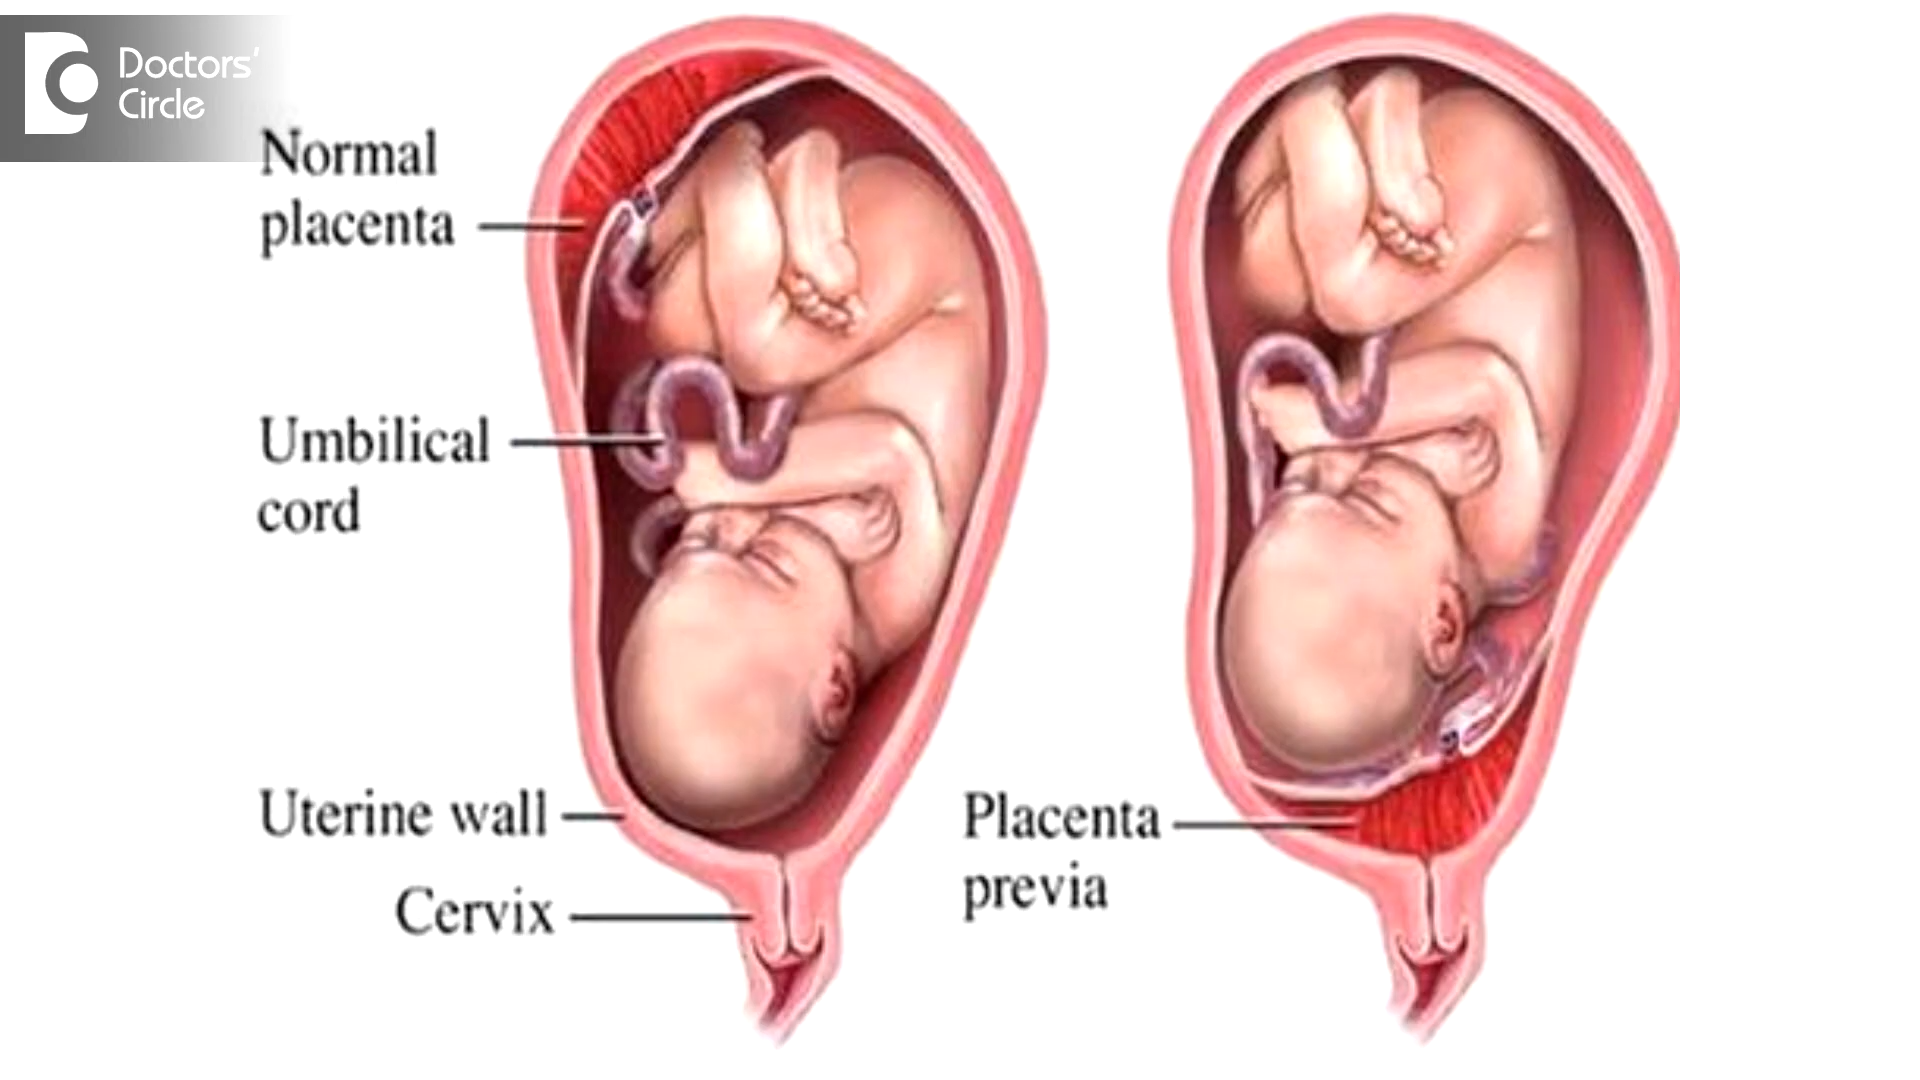 Doctors'
Circle
Normal
placenta
Umbilical
cord
Uterine wall
Cervix
Placenta
previa